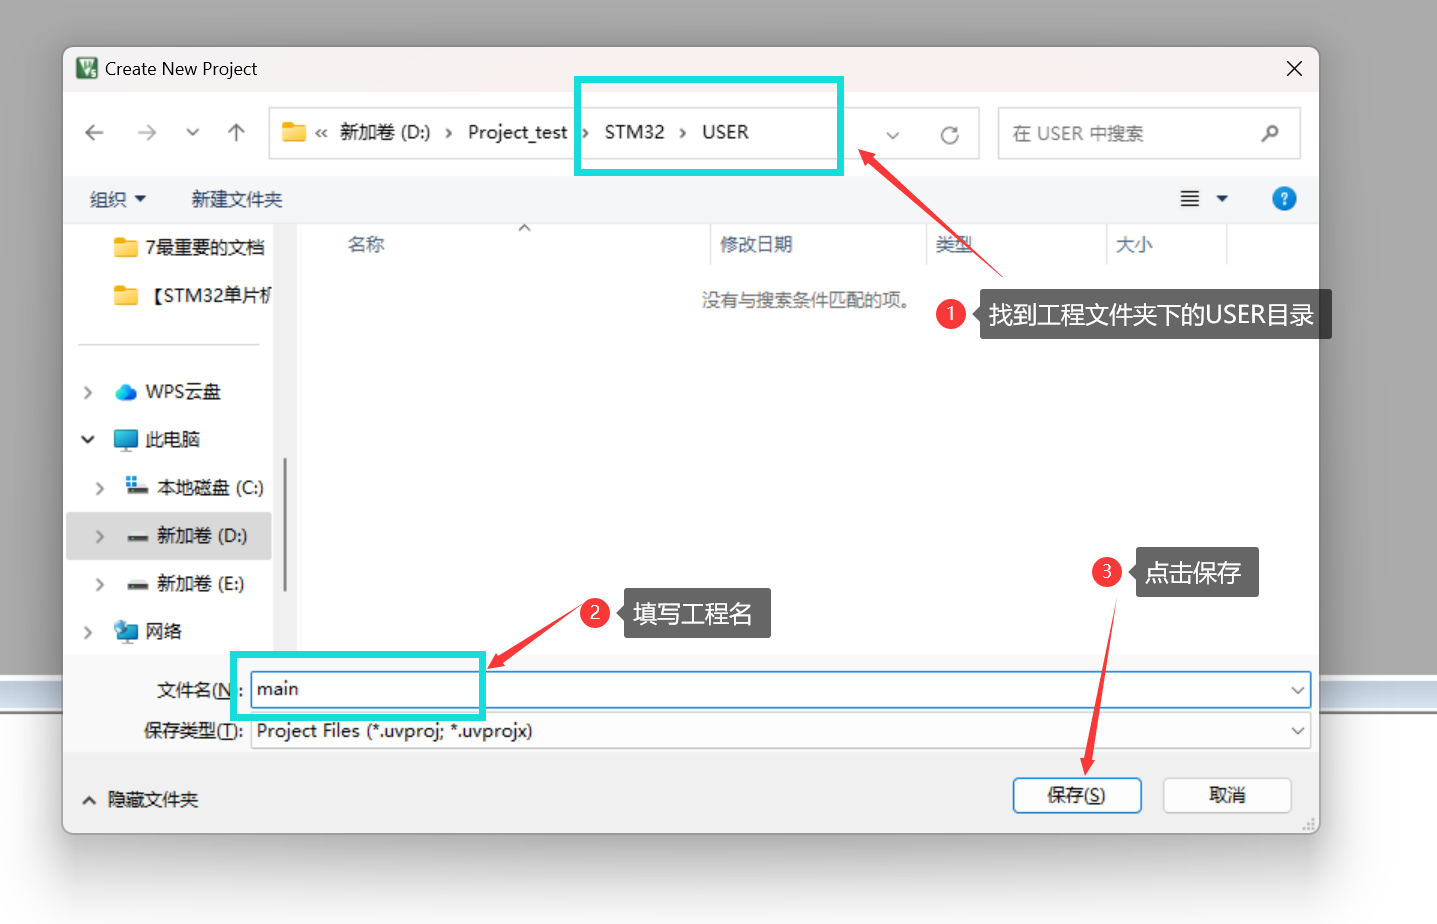 Create New Project
« 新加卷 (D:) › Project_test › STM32 › USER
在 USER 中搜索
组织
新建文件夹
名称
修改日期
类型
大小
7最重要的文档
【STM32单片机
没有与搜索条件匹配的项。
1 找到工程文件夹下的USER目录
WPS云盘
此电脑
本地磁盘 (C:)
新加卷 (D:)
新加卷 (E:)
网络
3 点击保存
2 填写工程名
文件名(N): main
保存类型(T): Project Files (*.uvproj; *.uvprojx)
隐藏文件夹
保存(S)
取消